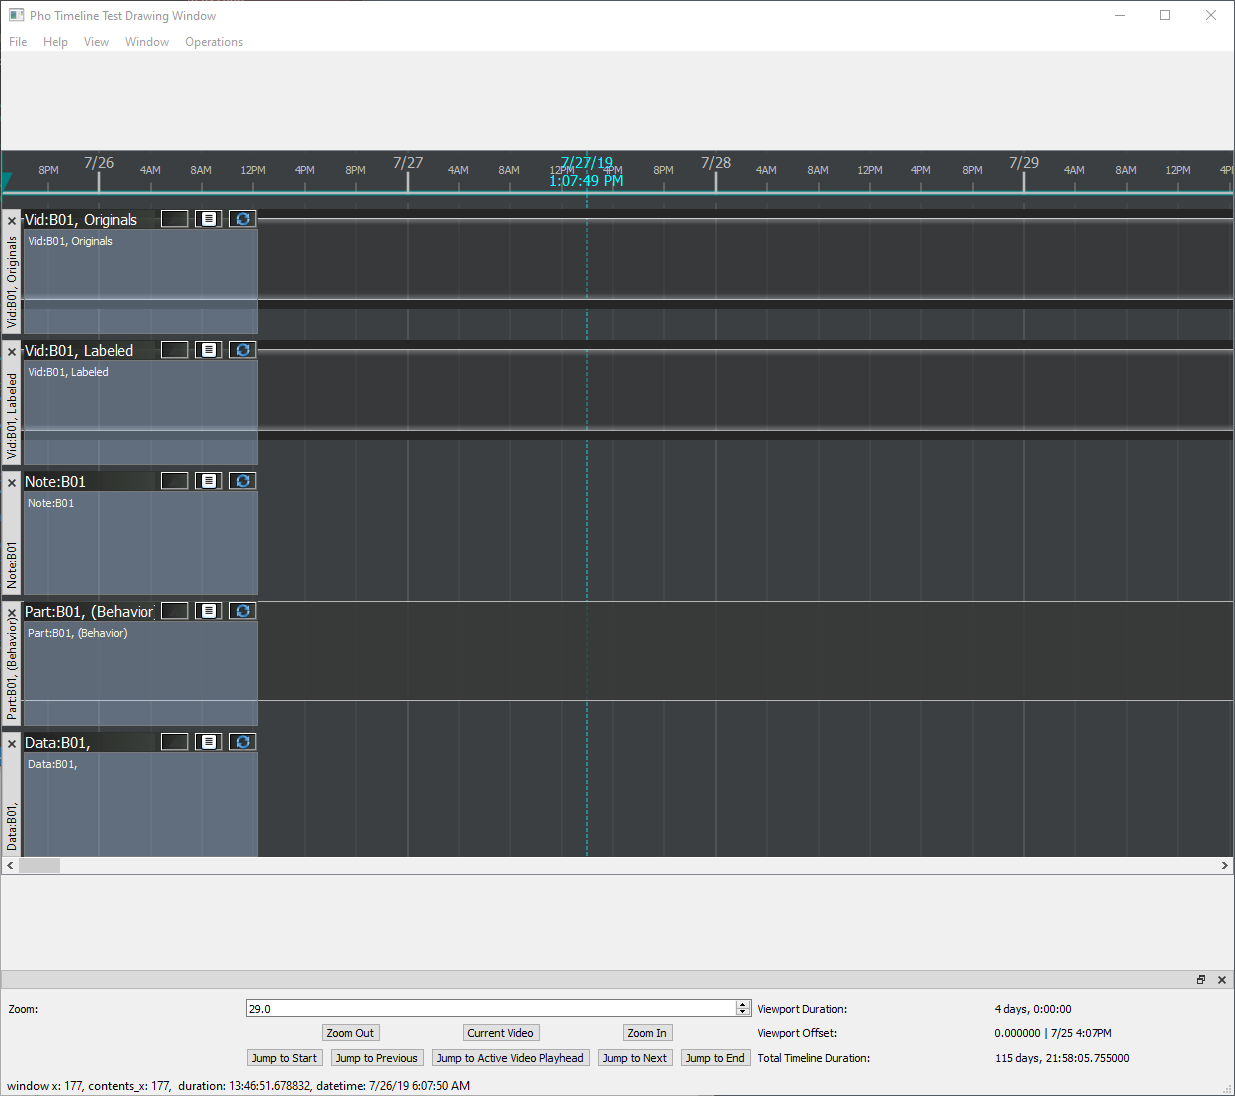 Pho Timeline Test Drawing Window
File Help View Window Operations
7/26 7/27 7/27/19 7/28 7/29
8PM 4AM 8AM 12PM 8PM 4AM 8AM 12PM 4PM 8PM 4AM 8AM 12PM 4PM 8PM 4AM 8AM 12PM 4P
1:07:49 PM
Vid:B01, Originals
Vid:B01, Originals
Vid:B01, Originals
Vid:B01, Labeled
Vid:B01, Labeled
Vid:B01, Labeled
Note:B01
Note:B01
Note:B01
Part:B01, (Behavior)
Part:B01, (Behavior)
Part:B01, (Behavior)
Data:B01,
Data:B01,
Data:B01,
Zoom: 29.0 Viewport Duration: 4 days, 0:00:00
Zoom Out Current Video Zoom In Viewport Offset: 0.000000 | 7/25 4:07PM
Jump to Start Jump to Previous Jump to Active Video Playhead Jump to Next Jump to End Total Timeline Duration: 115 days, 21:58:05.755000
window x: 177, contents_x: 177, duration: 13:46:51.678832, datetime: 7/26/19 6:07:50 AM